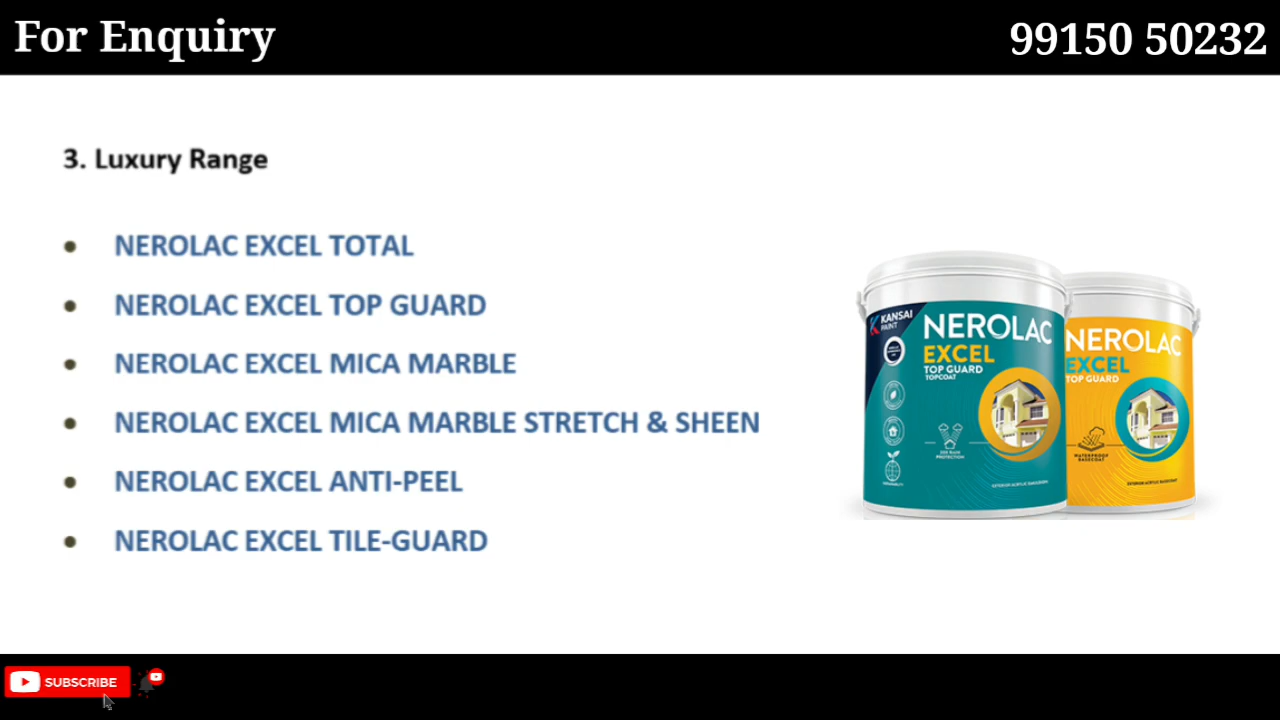 For Enquiry
99150 50232
3. Luxury Range
• NEROLAC EXCEL TOTAL
• NEROLAC EXCEL TOP GUARD
• NEROLAC EXCEL MICA MARBLE
• NEROLAC EXCEL MICA MARBLE STRETCH & SHEEN
• NEROLAC EXCEL ANTI-PEEL
• NEROLAC EXCEL TILE-GUARD
KANSAI
PAINT
NEROLAC
EXCEL
TOP GUARD
TOPCOAT
NEROLAC
EXCEL
TOP GUARD
WATERPROOF
BASECOAT
SUBSCRIBE